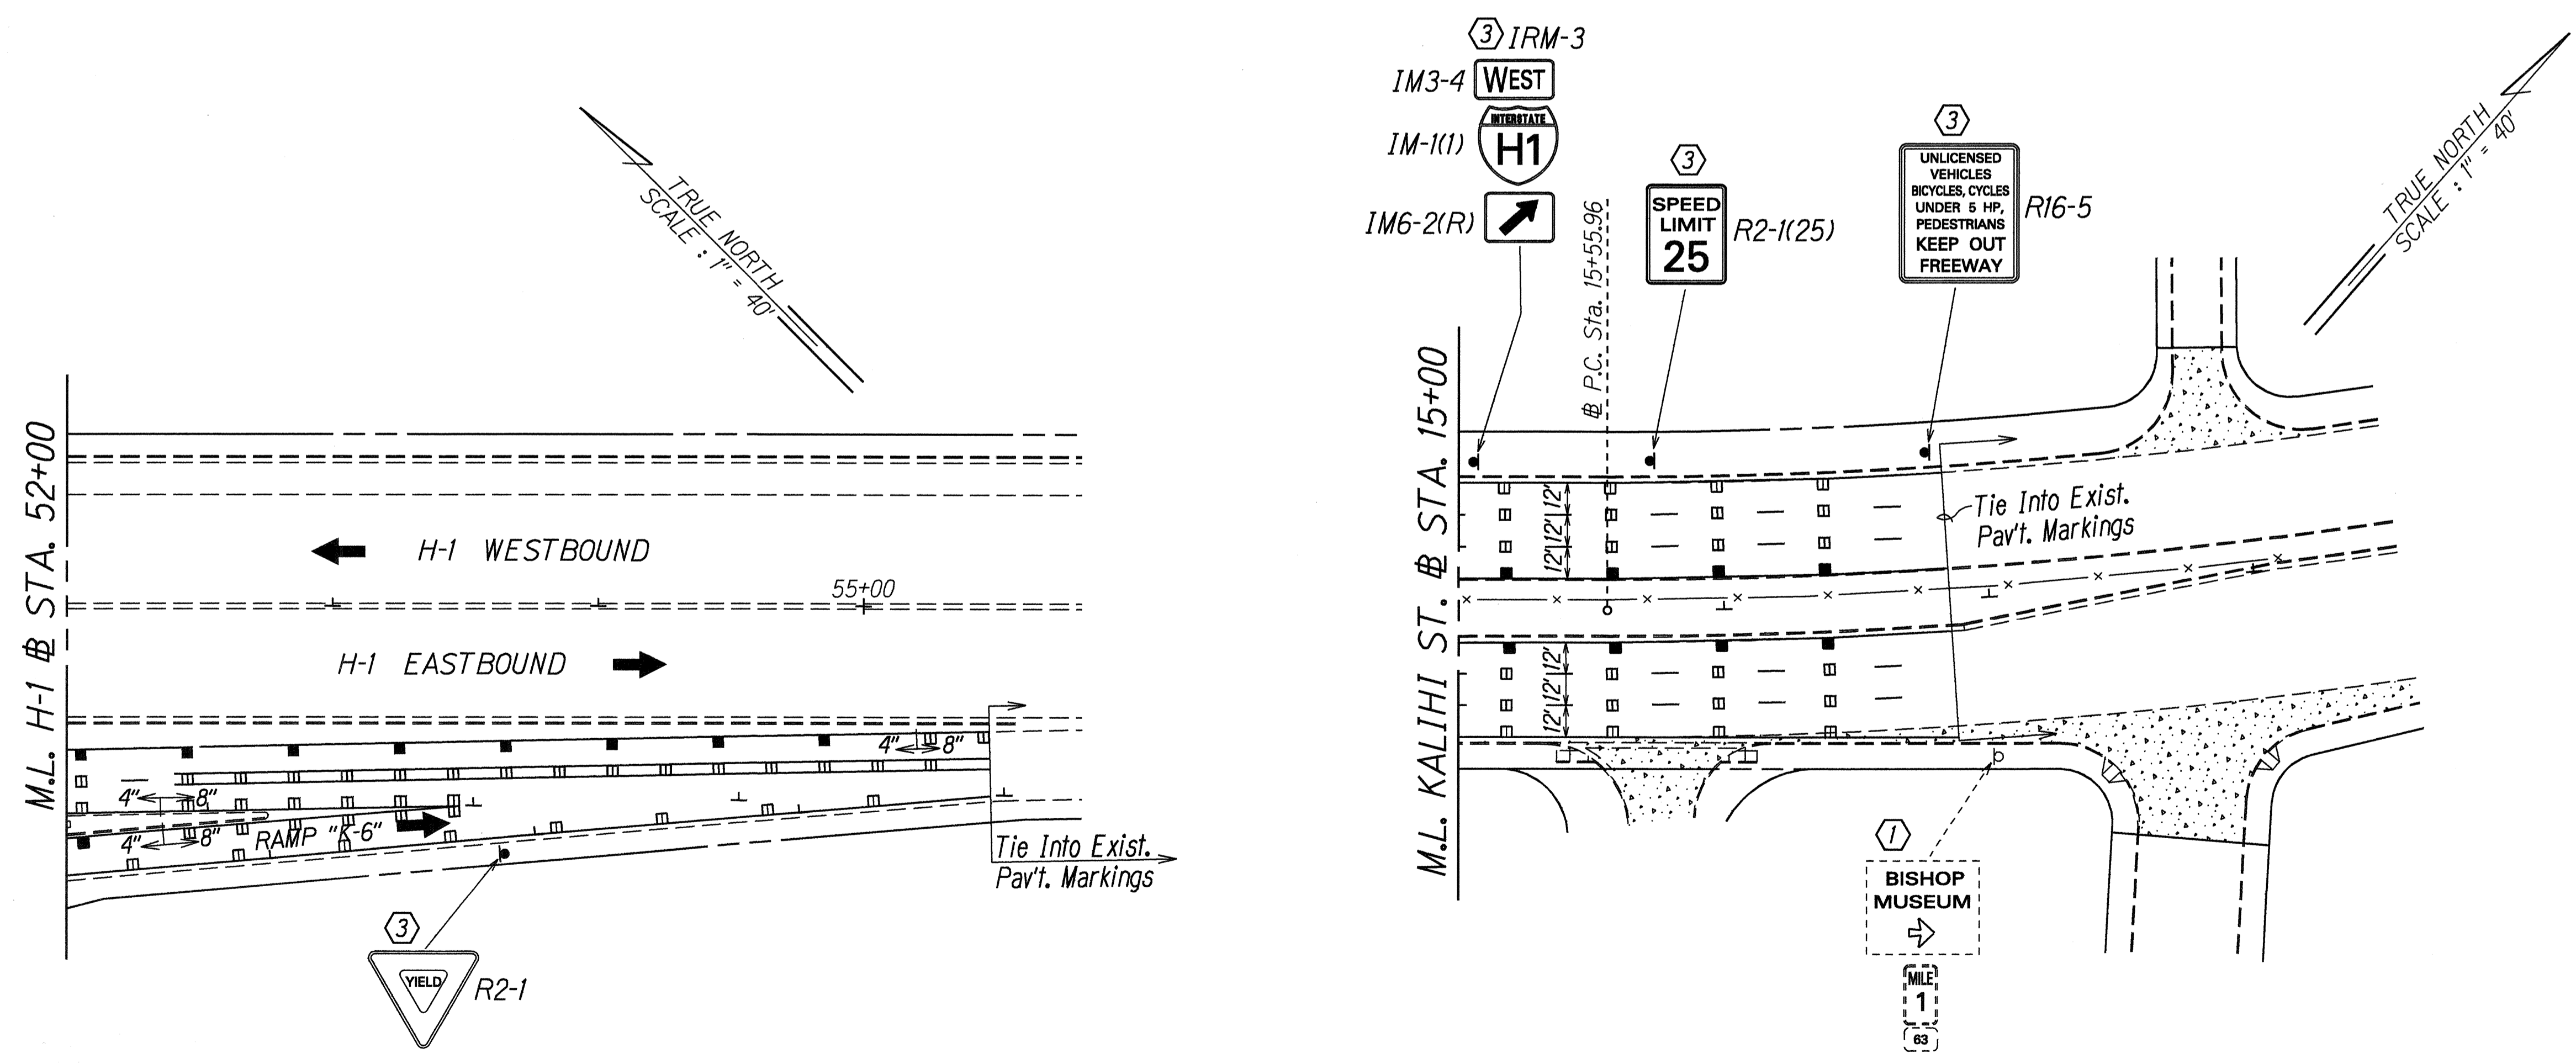 M.L. H-1 ℄ STA. 52+00
TRUE NORTH
SCALE : 1" = 40'
H-1 WESTBOUND
55+00
H-1 EASTBOUND
4" 8"
4" 8"
4" 8"
RAMP "K-6"
Tie Into Exist.
Pav't. Markings
3
YIELD
R2-1
3 IRM-3
IM3-4 WEST
IM-1(1) INTERSTATE
H1
IM6-2(R)
℄ P.C. Sta. 15+55.96
3
SPEED
LIMIT
25
R2-1(25)
3
UNLICENSED
VEHICLES
BICYCLES, CYCLES
UNDER 5 HP,
PEDESTRIANS
KEEP OUT
FREEWAY
R16-5
TRUE NORTH
SCALE : 1" = 40'
M.L. KALIHI ST. ℄ STA. 15+00
12' 12' 12'
12' 12' 12'
Tie Into Exist.
Pav't. Markings
1
BISHOP
MUSEUM
MILE
1
63